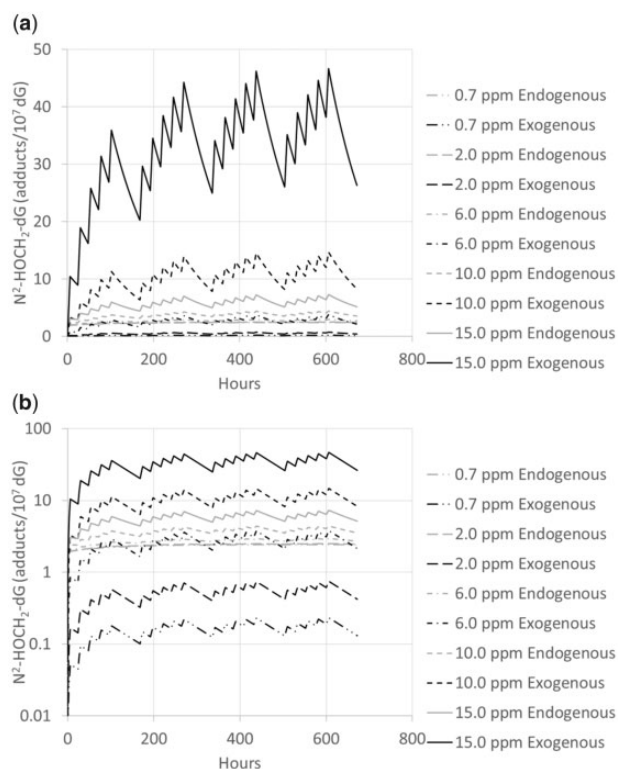 (a)
50
40
30
20
10
0
N²-HOCH₂-dG (adducts/10⁷ dG)
0 200 400 600 800
Hours
0.7 ppm Endogenous
0.7 ppm Exogenous
2.0 ppm Endogenous
2.0 ppm Exogenous
6.0 ppm Endogenous
6.0 ppm Exogenous
10.0 ppm Endogenous
10.0 ppm Exogenous
15.0 ppm Endogenous
15.0 ppm Exogenous
(b)
100
10
1
0.1
0.01
N²-HOCH₂-dG (adducts/10⁷ dG)
0 200 400 600 800
Hours
0.7 ppm Endogenous
0.7 ppm Exogenous
2.0 ppm Endogenous
2.0 ppm Exogenous
6.0 ppm Endogenous
6.0 ppm Exogenous
10.0 ppm Endogenous
10.0 ppm Exogenous
15.0 ppm Endogenous
15.0 ppm Exogenous